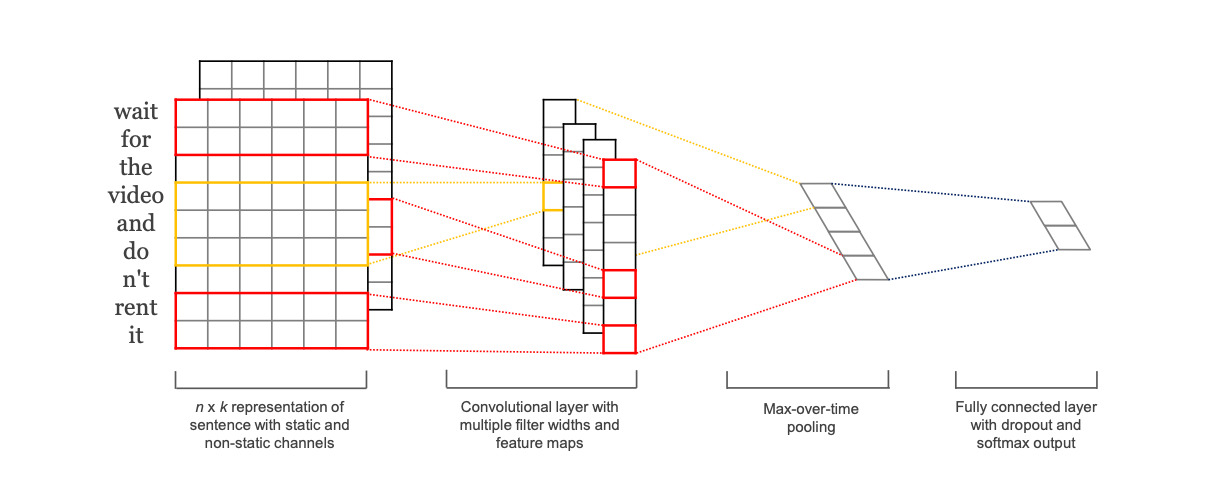 wait
for
the
video
and
do
n't
rent
it
n x k representation of
sentence with static and
non-static channels
Convolutional layer with
multiple filter widths and
feature maps
Max-over-time
pooling
Fully connected layer
with dropout and
softmax output